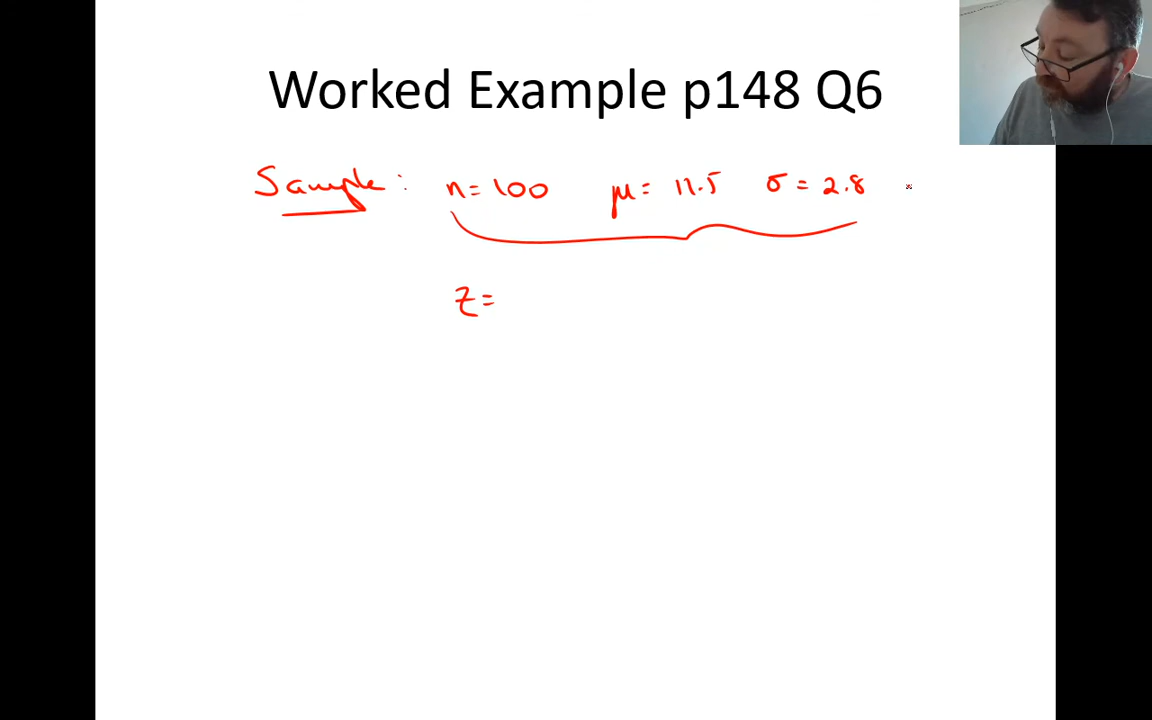 Worked Example p148 Q6
Sample: n = 100 μ = 11.5 σ = 2.8
z =